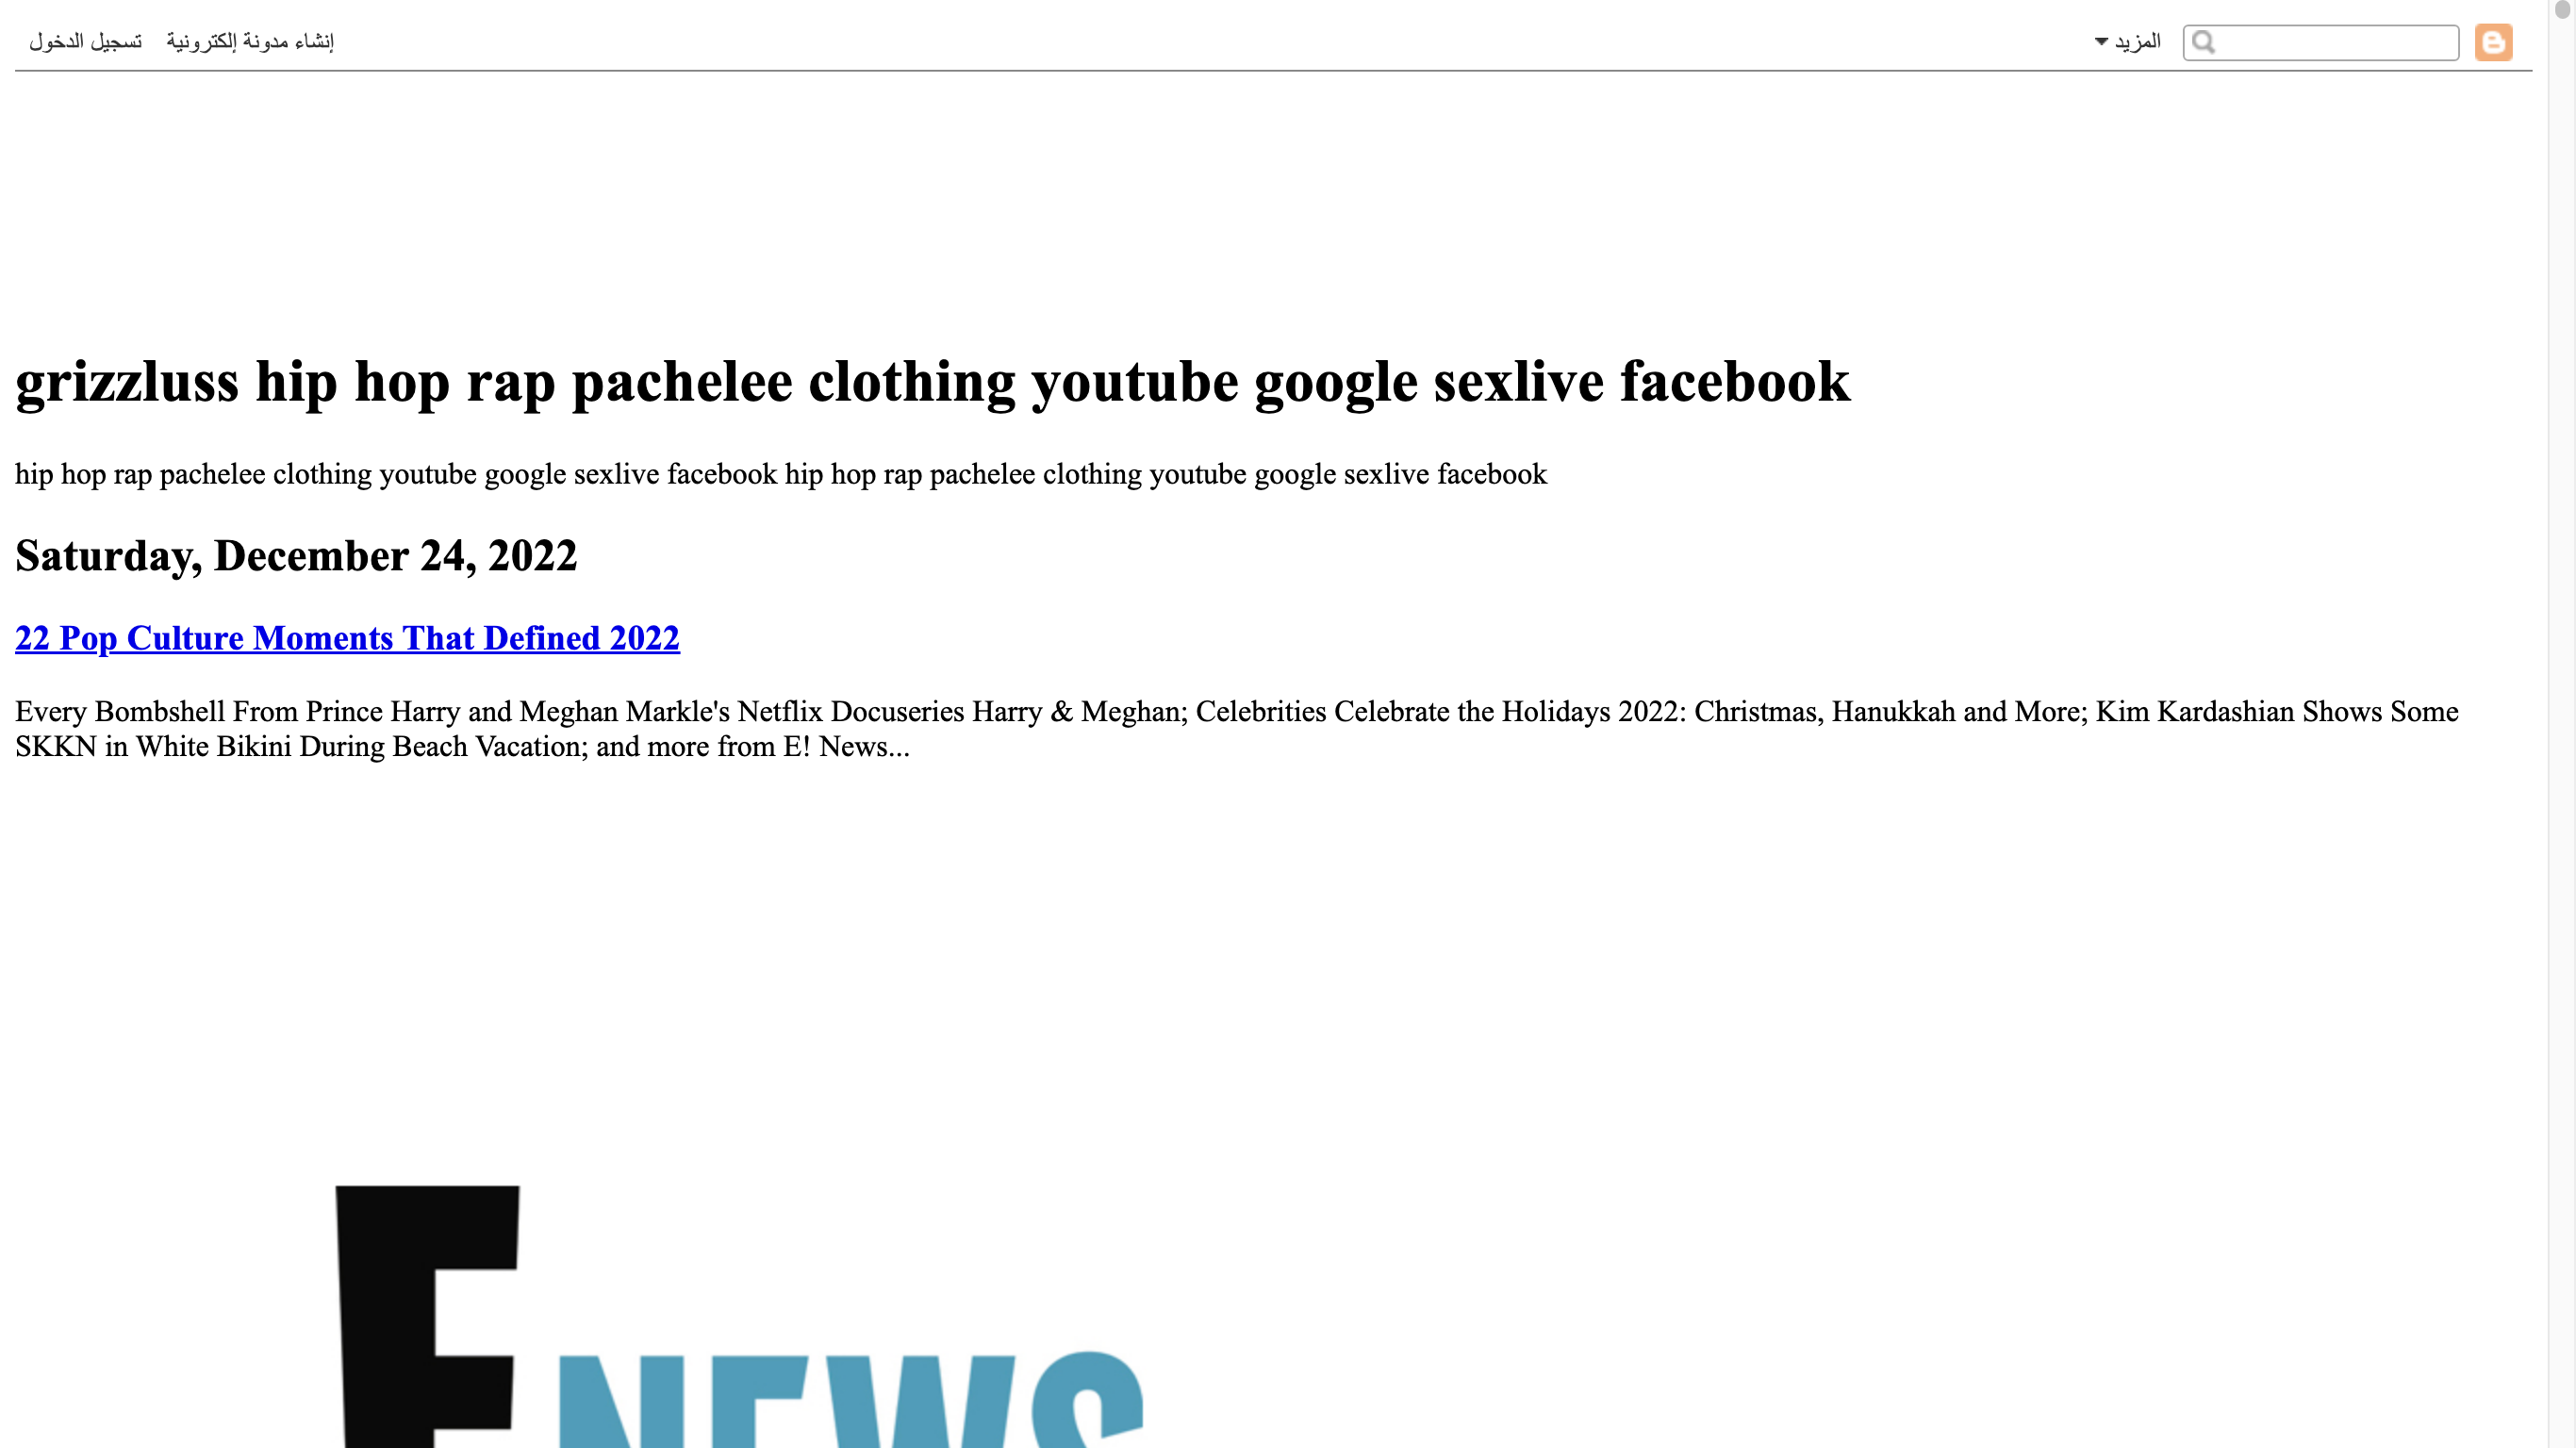 إنشاء مدونة إلكترونية تسجيل الدخول
المزيد
grizzluss hip hop rap pachelee clothing youtube google sexlive facebook
hip hop rap pachelee clothing youtube google sexlive facebook hip hop rap pachelee clothing youtube google sexlive facebook
Saturday, December 24, 2022
22 Pop Culture Moments That Defined 2022
Every Bombshell From Prince Harry and Meghan Markle's Netflix Docuseries Harry & Meghan; Celebrities Celebrate the Holidays 2022: Christmas, Hanukkah and More; Kim Kardashian Shows Some
SKKN in White Bikini During Beach Vacation; and more from E! News...
E NEWS